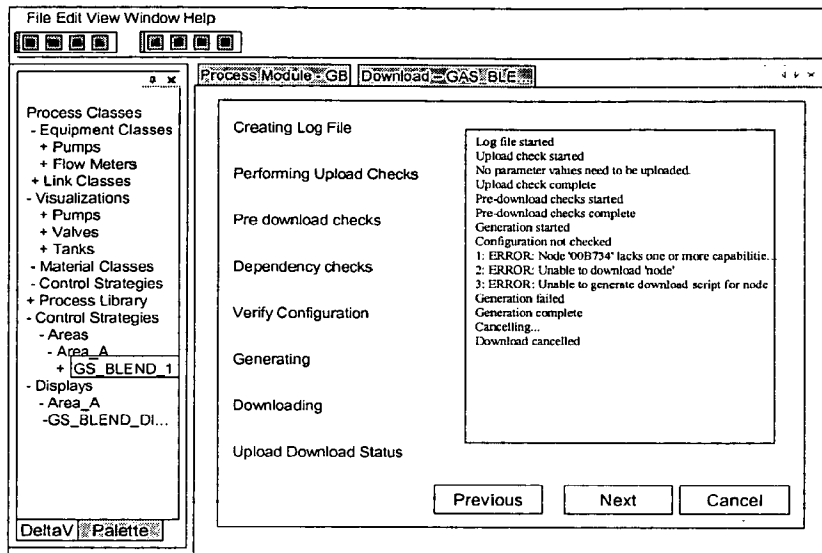 File Edit View Window Help
Process Classes
- Equipment Classes
+ Pumps
+ Flow Meters
+ Link Classes
- Visualizations
+ Pumps
+ Valves
+ Tanks
- Material Classes
- Control Strategies
+ Process Library
- Control Strategies
- Areas
- Area_A
+ GS_BLEND_1
- Displays
- Area_A
-GS_BLEND_DI...
DeltaV Palette
Process Module - GB Download - GAS_BLE
Creating Log File
Performing Upload Checks
Pre download checks
Dependency checks
Verify Configuration
Generating
Downloading
Upload Download Status
Log file started
Upload check started
No parameter values need to be uploaded.
Upload check complete
Pre-download checks started
Pre-download checks complete
Generation started
Configuration not checked
1: ERROR: Node '00B734' lacks one or more capabilitie...
2: ERROR: Unable to download 'node'
3: ERROR: Unable to generate download script for node
Generation failed
Generation complete
Cancelling...
Download cancelled
Previous Next Cancel